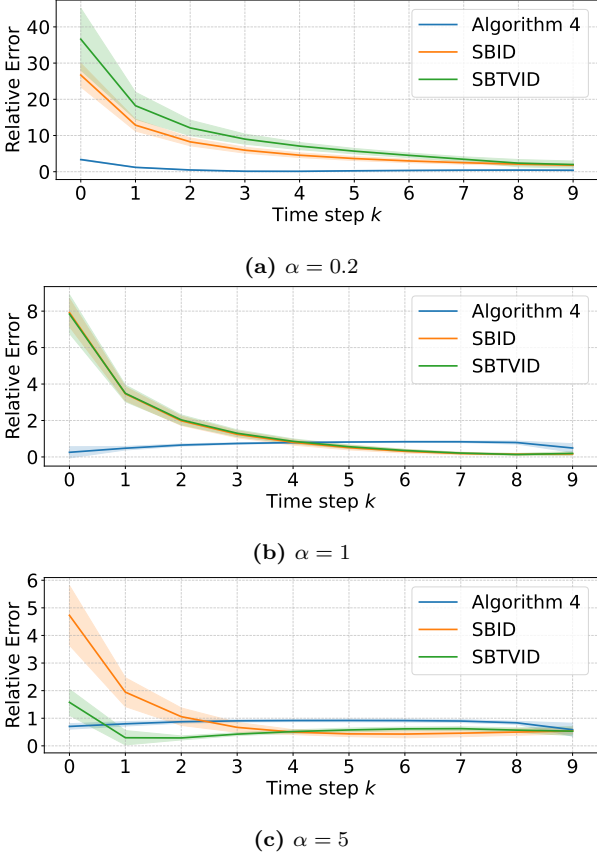 Relative Error
40
30
20
10
0
Algorithm 4
SBID
SBTVID
0 1 2 3 4 5 6 7 8 9
Time step k
(a) α = 0.2
Relative Error
8
6
4
2
0
Algorithm 4
SBID
SBTVID
0 1 2 3 4 5 6 7 8 9
Time step k
(b) α = 1
Relative Error
6
5
4
3
2
1
0
Algorithm 4
SBID
SBTVID
0 1 2 3 4 5 6 7 8 9
Time step k
(c) α = 5